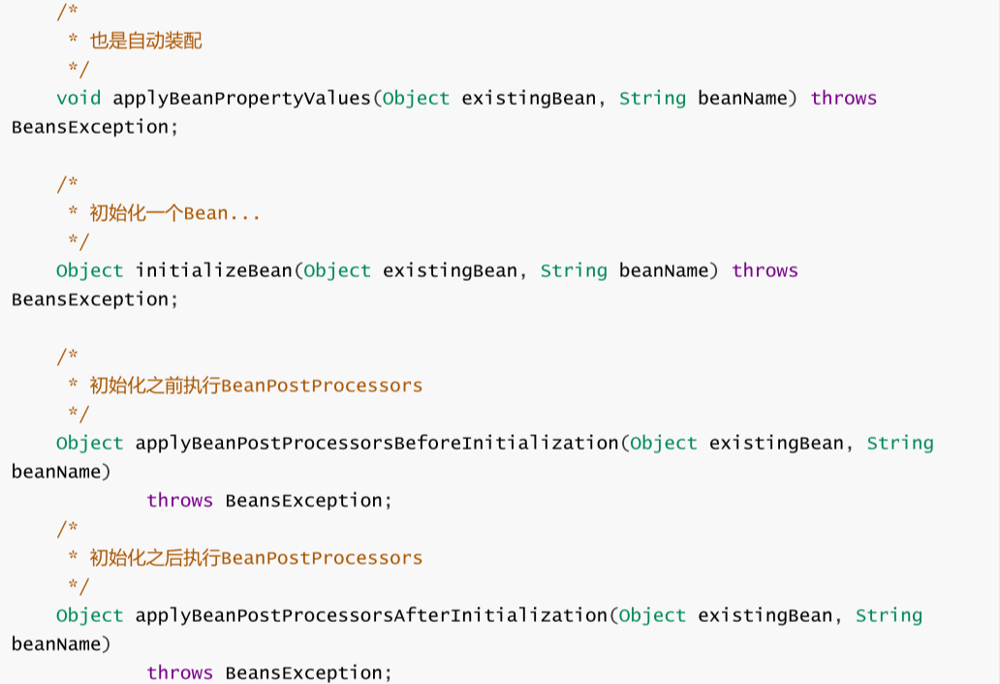 /*
 * 也是自动装配
 */
void applyBeanPropertyValues(Object existingBean, String beanName) throws
BeansException;
/*
 * 初始化一个Bean...
 */
Object initializeBean(Object existingBean, String beanName) throws
BeansException;
/*
 * 初始化之前执行BeanPostProcessors
 */
Object applyBeanPostProcessorsBeforeInitialization(Object existingBean, String
beanName)
throws BeansException;
/*
 * 初始化之后执行BeanPostProcessors
 */
Object applyBeanPostProcessorsAfterInitialization(Object existingBean, String
beanName)
throws BeansException;